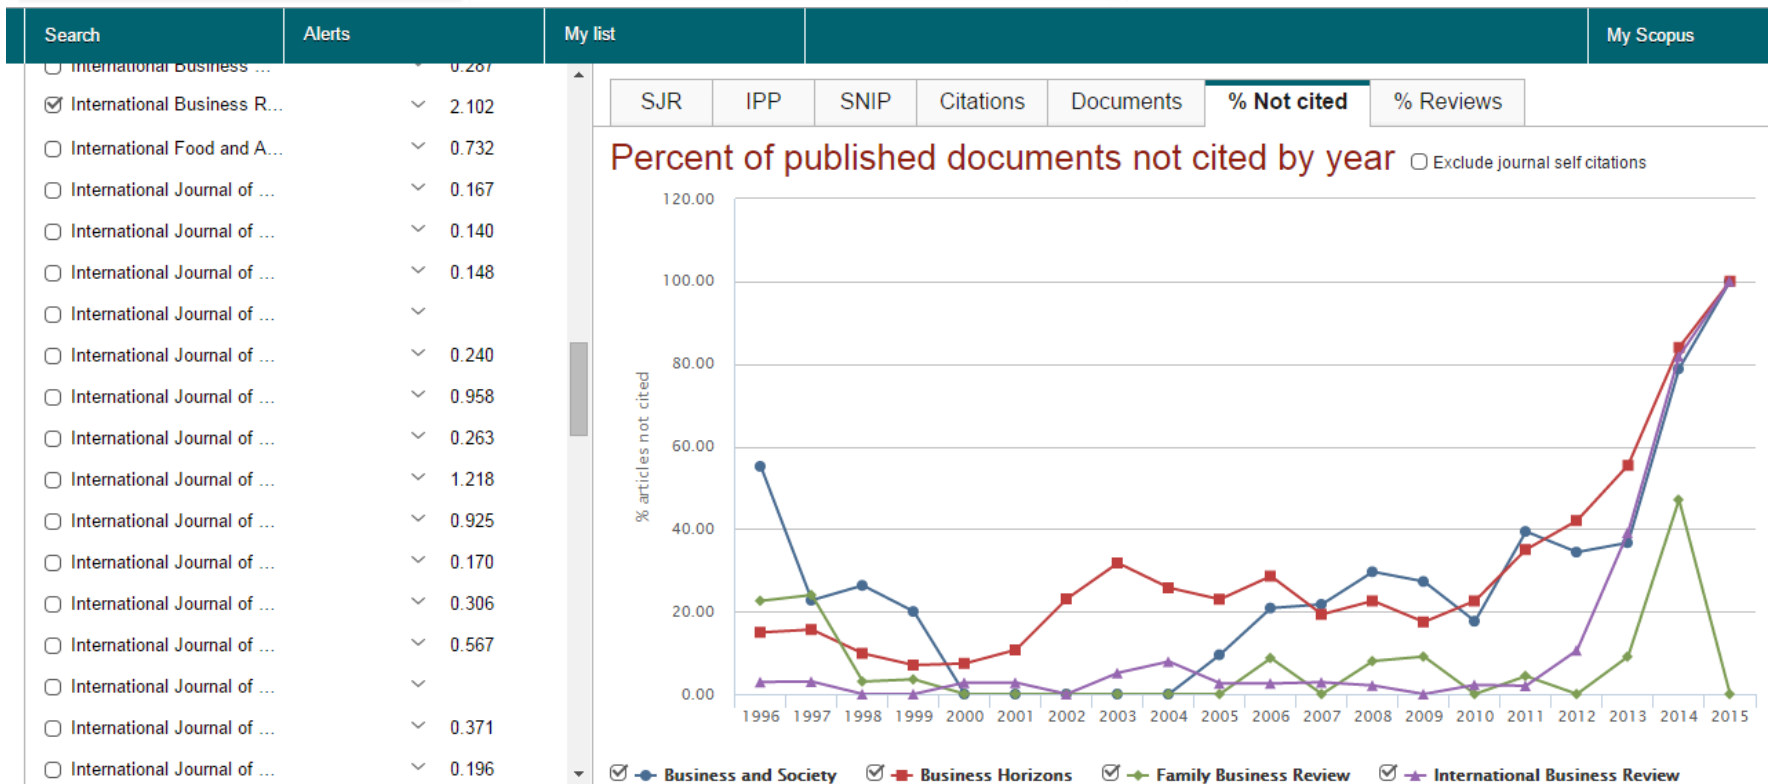 Search Alerts My list My Scopus
International Business ... 0.287
International Business R... 2.102
International Food and A... 0.732
International Journal of ... 0.167
International Journal of ... 0.140
International Journal of ... 0.148
International Journal of ...
International Journal of ... 0.240
International Journal of ... 0.958
International Journal of ... 0.263
International Journal of ... 1.218
International Journal of ... 0.925
International Journal of ... 0.170
International Journal of ... 0.306
International Journal of ... 0.567
International Journal of ...
International Journal of ... 0.371
International Journal of ... 0.196
SJR IPP SNIP Citations Documents % Not cited % Reviews
Percent of published documents not cited by year Exclude journal self citations
120.00
100.00
80.00
60.00
40.00
20.00
0.00
% articles not cited
1996 1997 1998 1999 2000 2001 2002 2003 2004 2005 2006 2007 2008 2009 2010 2011 2012 2013 2014 2015
Business and Society Business Horizons Family Business Review International Business Review